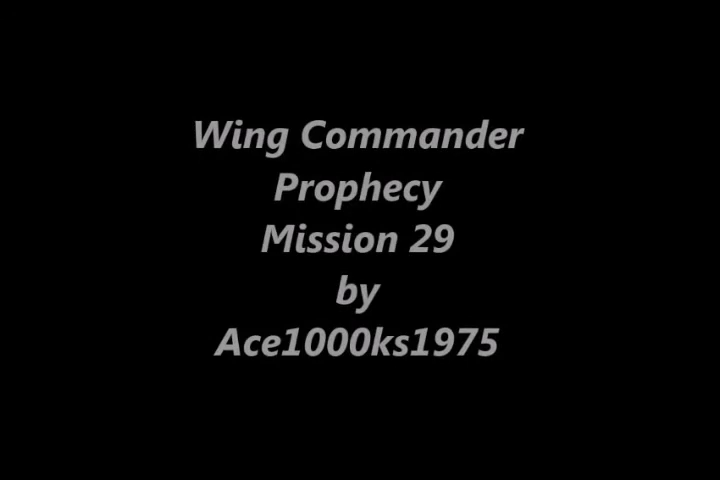 Wing Commander
Prophecy
Mission 29
by
Ace1000ks1975